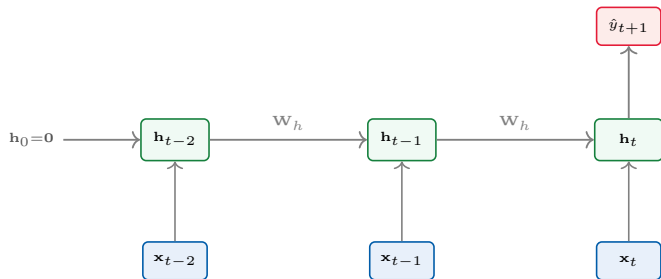 ŷ_{t+1}
W_h W_h
h_0=0 h_{t−2} h_{t−1} h_t
x_{t−2} x_{t−1} x_t